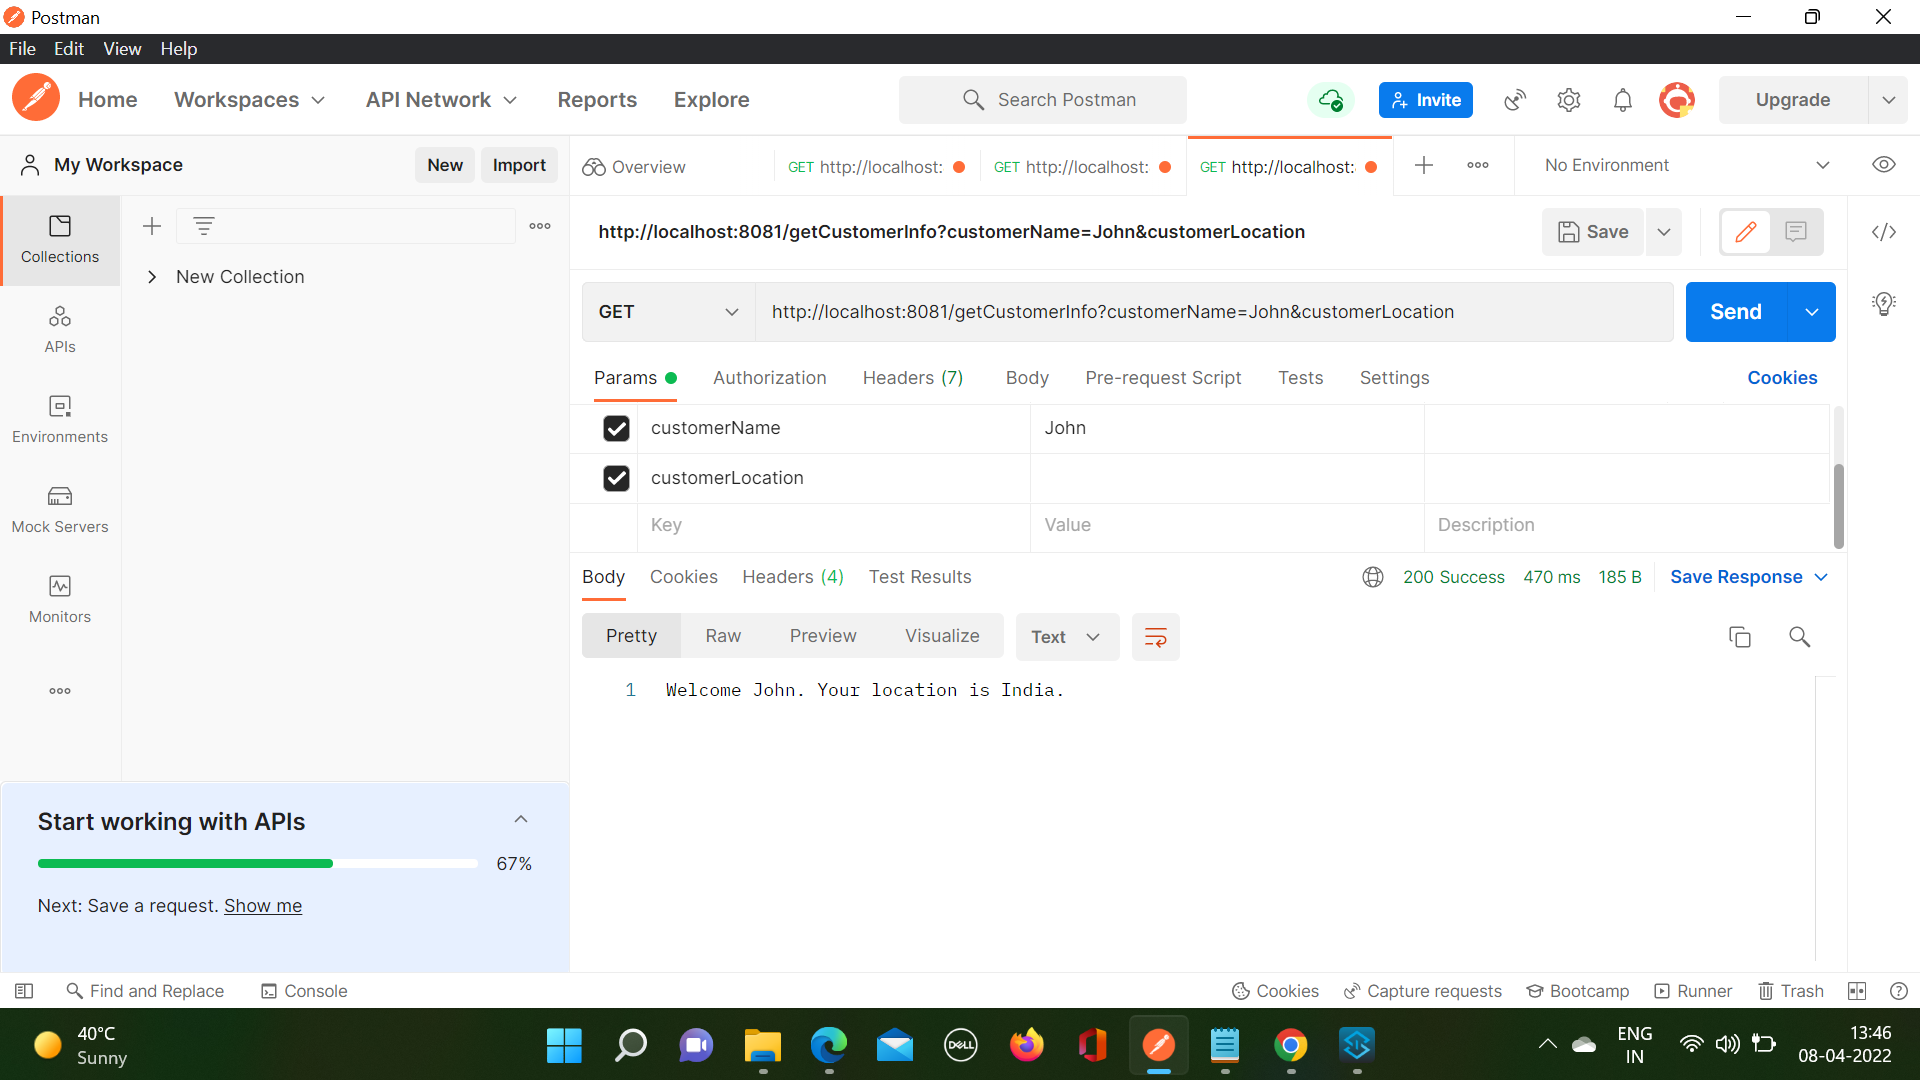 Postman
File Edit View Help
Home Workspaces API Network Reports Explore Search Postman Invite Upgrade
My Workspace New Import Overview GET http://localhost: GET http://localhost: GET http://localhost: No Environment
http://localhost:8081/getCustomerInfo?customerName=John&customerLocation Save
Collections
New Collection
GET http://localhost:8081/getCustomerInfo?customerName=John&customerLocation Send
APIs
Params Authorization Headers (7) Body Pre-request Script Tests Settings Cookies
customerName John
Environments
customerLocation
Mock Servers
Key Value Description
Body Cookies Headers (4) Test Results 200 Success 470 ms 185 B Save Response
Monitors
Pretty Raw Preview Visualize Text
1 Welcome John. Your location is India.
Start working with APIs
67%
Next: Save a request. Show me
Find and Replace Console Cookies Capture requests Bootcamp Runner Trash
40°C
Sunny
DELL
ENG
IN
13:46
08-04-2022